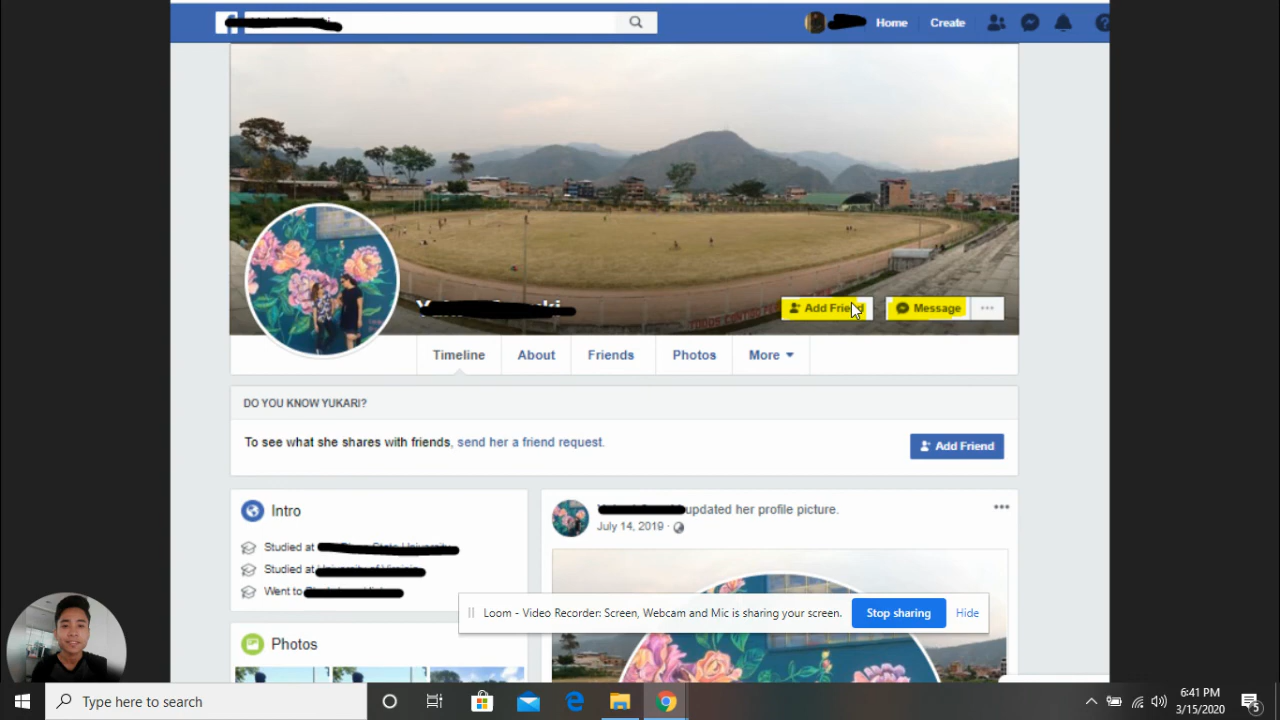 Home
Create
Add Friend
Message
Timeline
About
Friends
Photos
More
DO YOU KNOW YUKARI?
To see what she shares with friends, send her a friend request.
Add Friend
Intro
Studied at
Studied at
Went to
Photos
updated her profile picture.
July 14, 2019
Loom - Video Recorder: Screen, Webcam and Mic is sharing your screen.
Stop sharing
Hide
Type here to search
6:41 PM
3/15/2020
5